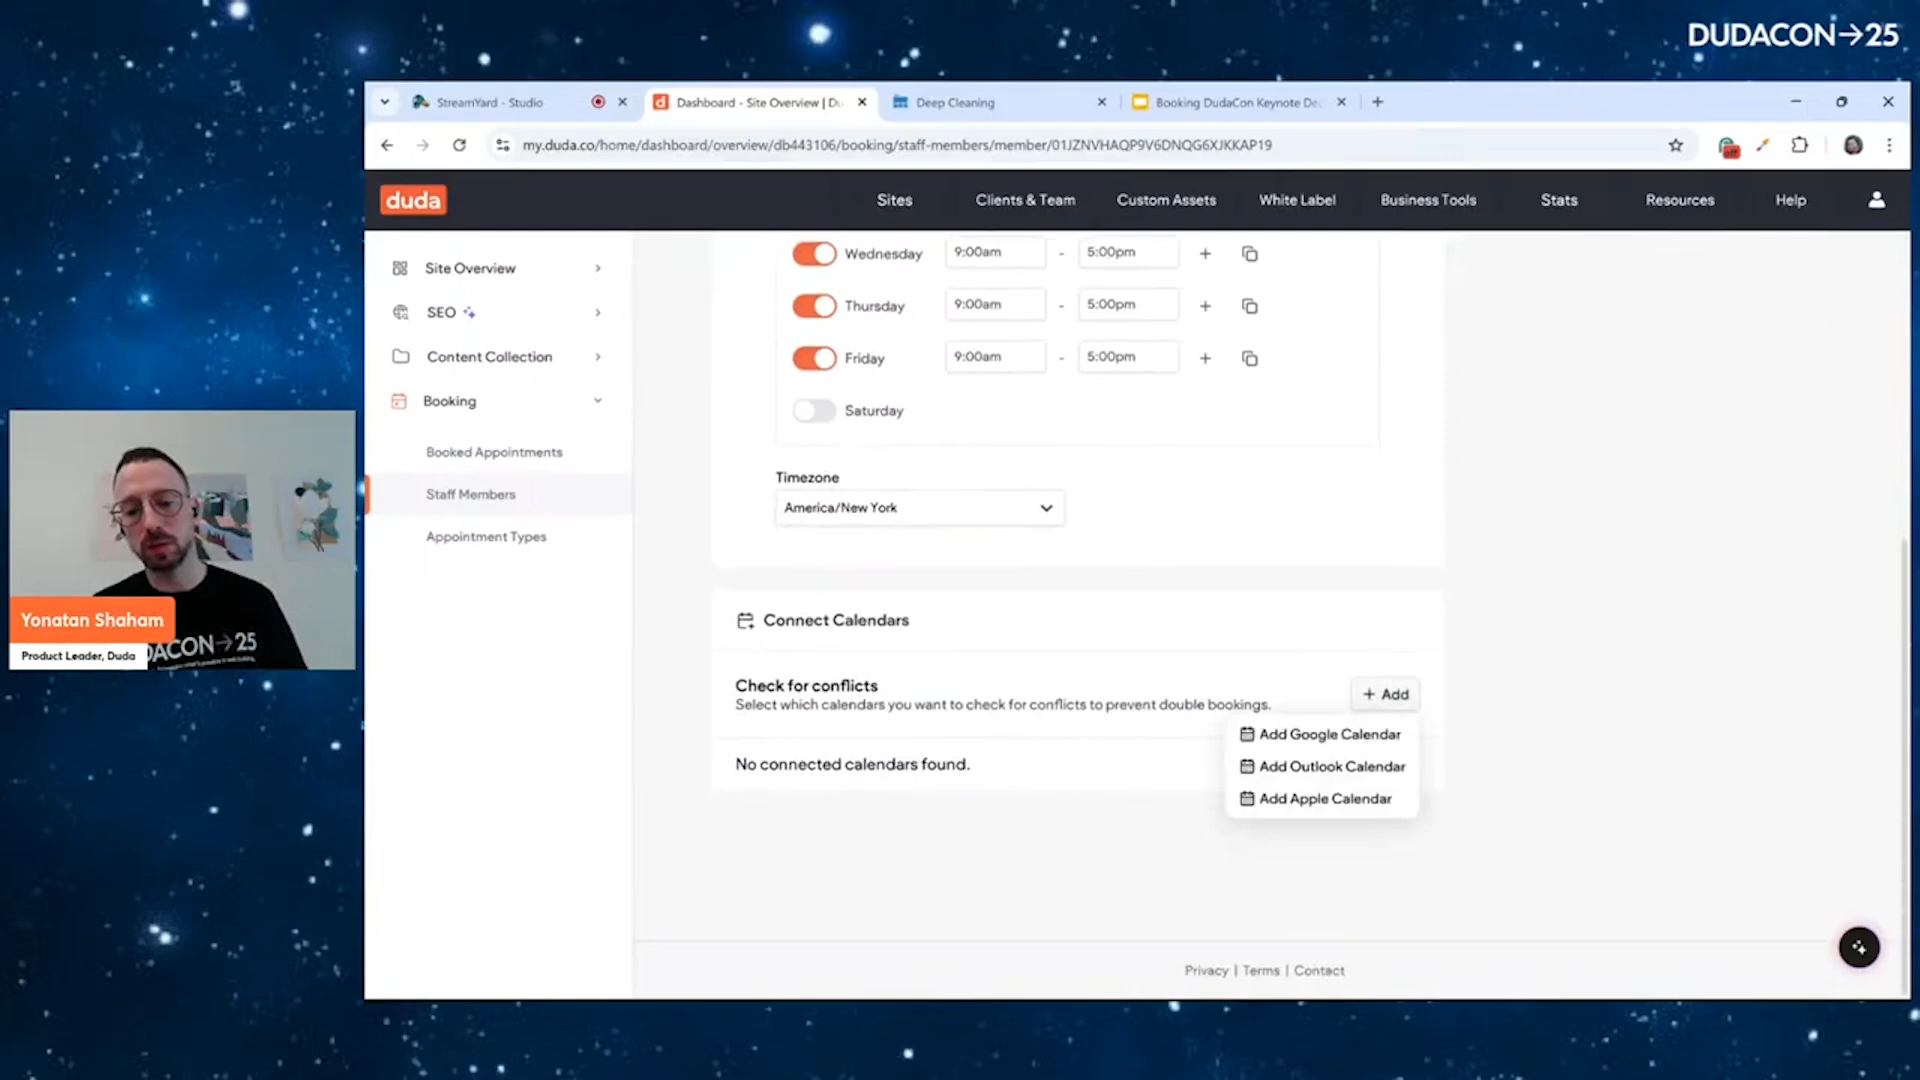 DUDACON→25
StreamYard - Studio
Dashboard - Site Overview | Du
Deep Cleaning
Booking DudaCon Keynote De
my.duda.co/home/dashboard/overview/db443106/booking/staff-members/member/01JZNVHAQP9V6DNQG6XJKKAP19
off
duda
Sites
Clients & Team
Custom Assets
White Label
Business Tools
Stats
Resources
Help
Site Overview
SEO
Content Collection
Booking
Booked Appointments
Staff Members
Appointment Types
Wednesday 9:00am - 5:00pm
Thursday 9:00am - 5:00pm
Friday 9:00am - 5:00pm
Saturday
Timezone
America/New York
Connect Calendars
Check for conflicts
Select which calendars you want to check for conflicts to prevent double bookings.
+ Add
Add Google Calendar
Add Outlook Calendar
Add Apple Calendar
No connected calendars found.
Privacy | Terms | Contact
Yonatan Shaham
Product Leader, Duda
DACON→25